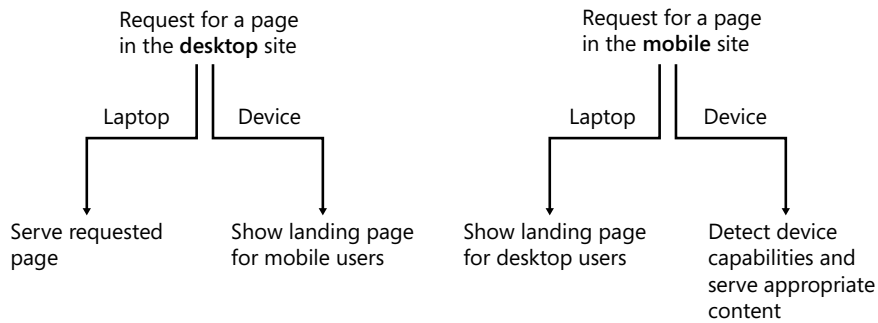 Request for a page
in the desktop site
Laptop
Device
Serve requested
page
Show landing page
for mobile users
Request for a page
in the mobile site
Laptop
Device
Show landing page
for desktop users
Detect device
capabilities and
serve appropriate
content